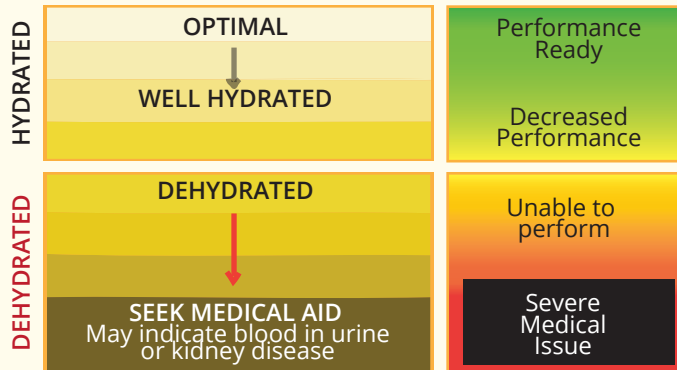 HYDRATED
OPTIMAL
WELL HYDRATED
Performance
Ready
Decreased
Performance
DEHYDRATED
DEHYDRATED
SEEK MEDICAL AID
May indicate blood in urine
or kidney disease
Unable to
perform
Severe
Medical
Issue